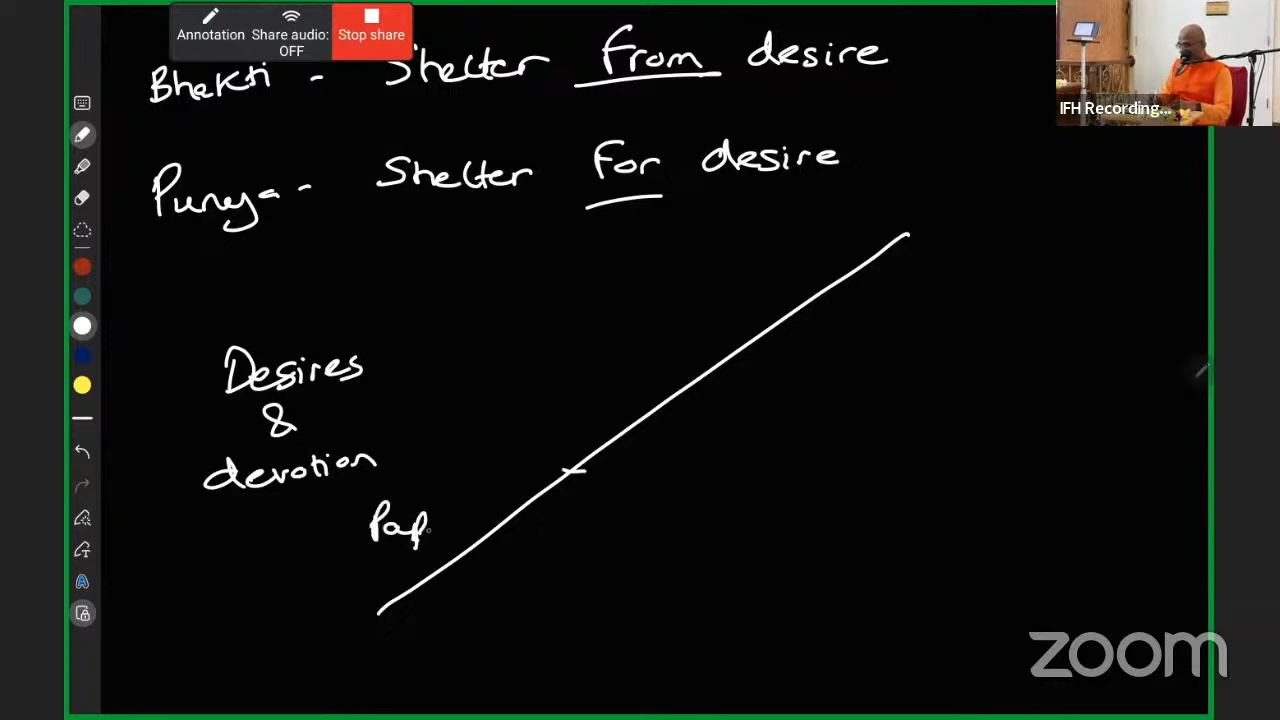 Annotation
Share audio:
OFF
Stop share
IFH Recording...
Bhakti - Shelter From desire
Punya - Shelter For desire
Desires
&
devotion
Pap
zoom